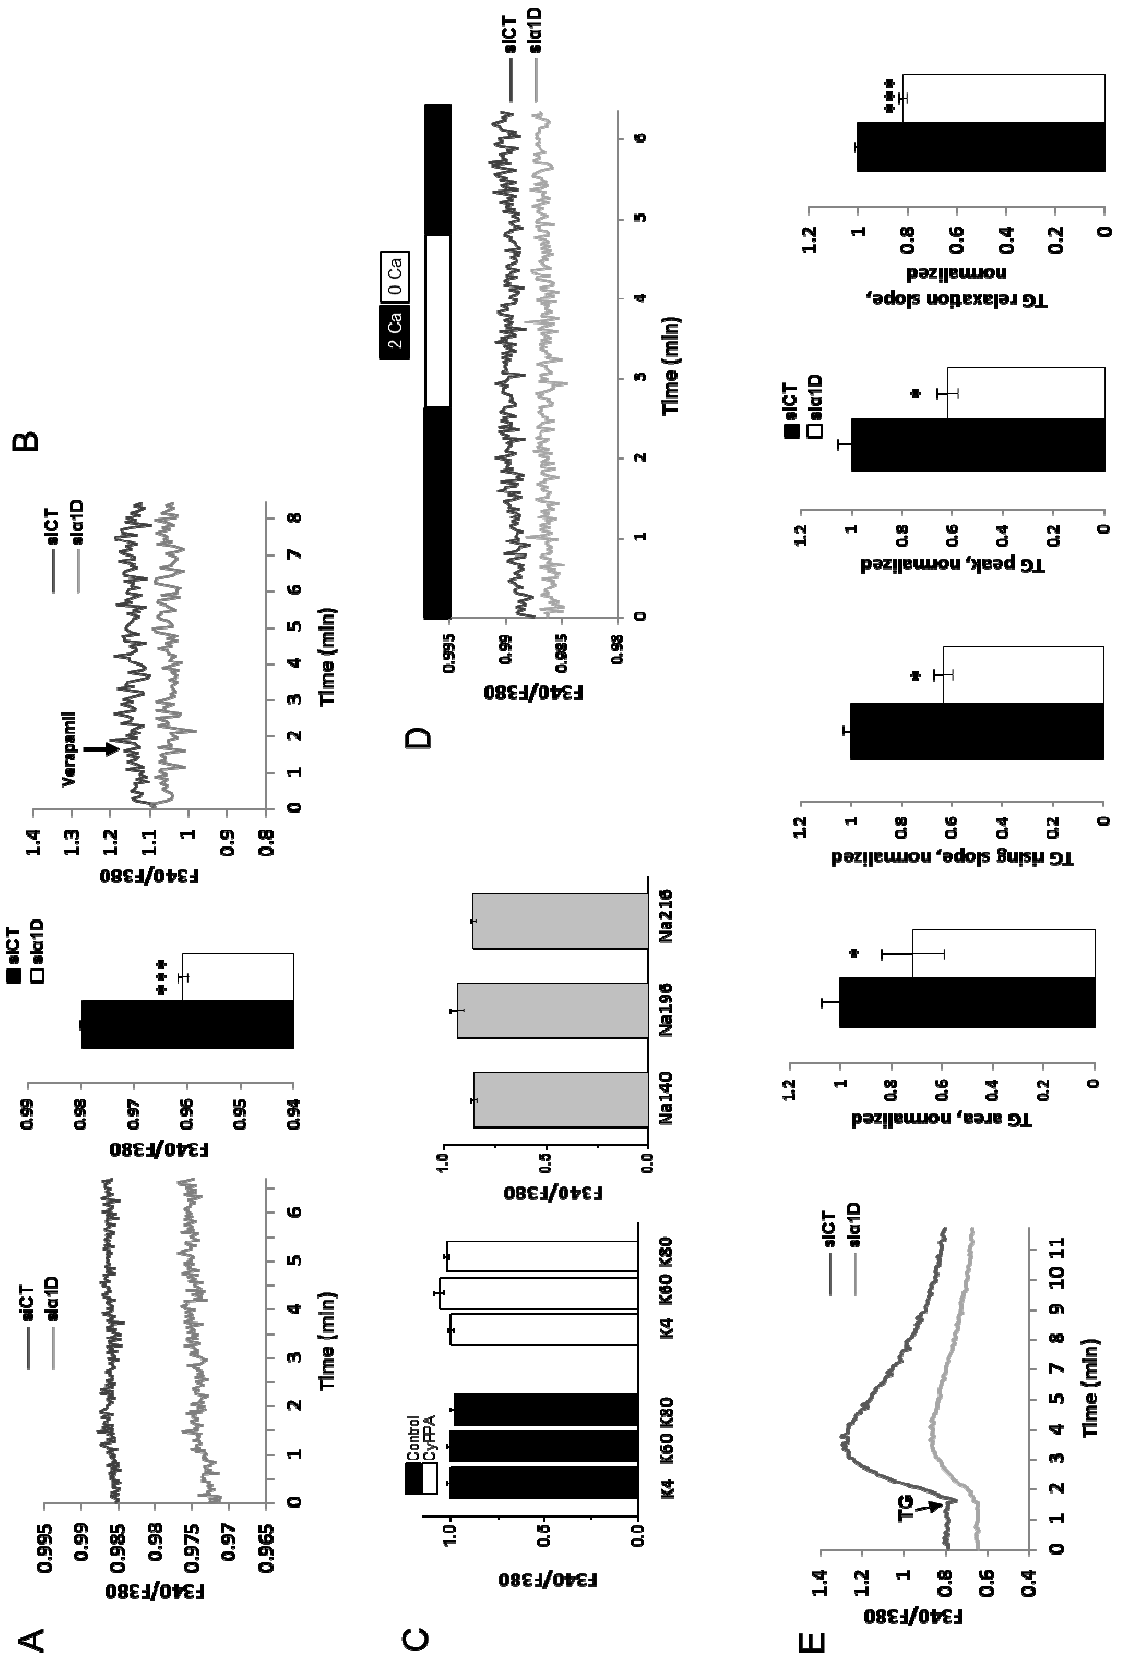 A
siCT
siα1D
F340/F380
0.995
0.99
0.985
0.98
0.975
0.97
0.965
0 1 2 3 4 5 6
Time (min)
siCT
siα1D
F340/F380
0.99
0.98
0.97
0.96
0.95
0.94
***
B
siCT
siα1D
Verapamil
F340/F380
1.4
1.3
1.2
1.1
1
0.9
0.8
0 1 2 3 4 5 6 7 8
Time (min)
C
Control
CyPPA
F340/F380
1.0
0.5
0.0
K4 K60 K80 K4 K60 K80
F340/F380
1.0
0.5
0.0
Na140 Na196 Na216
D
2 Ca 0 Ca
siCT
siα1D
F340/F380
0.995
0.99
0.985
0.98
0 1 2 3 4 5 6
Time (min)
E
siCT
siα1D
TG
F340/F380
1.4
1.2
1
0.8
0.6
0.4
0 1 2 3 4 5 7 8 9 10 11
Time (min)
TG area, normalized
1.2
1
0.8
0.6
0.4
0.2
0
*
TG rising slope, normalized
1.2
1
0.8
0.6
0.4
0.2
0
*
siCT
siα1D
TG peak, normalized
1.2
1
0.8
0.6
0.4
0.2
0
*
TG relaxation slope,
normalized
1.2
1
0.8
0.6
0.4
0.2
0
***